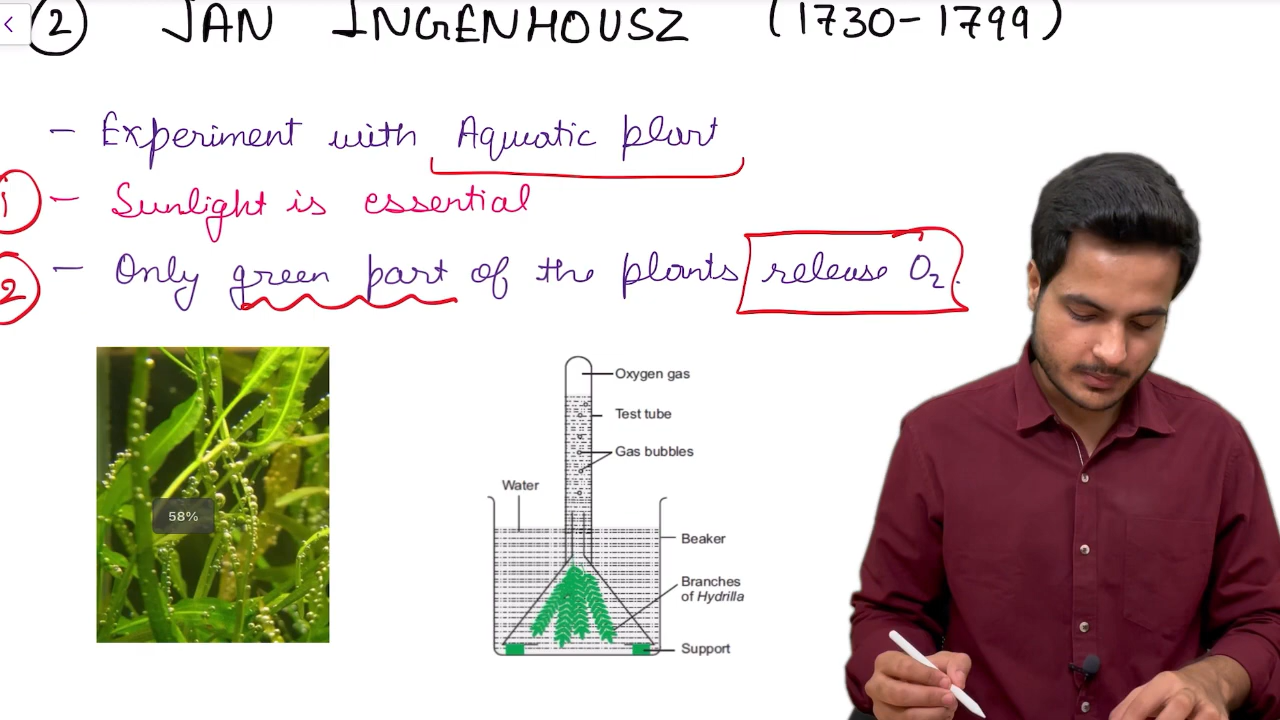 ② JAN INGENHOUSZ (1730-1799)
- Experiment with Aquatic plant
① - Sunlight is essential
② - Only green part of the plants release O₂.
58%
Oxygen gas
Test tube
Gas bubbles
Water
Beaker
Branches
of Hydrilla
Support